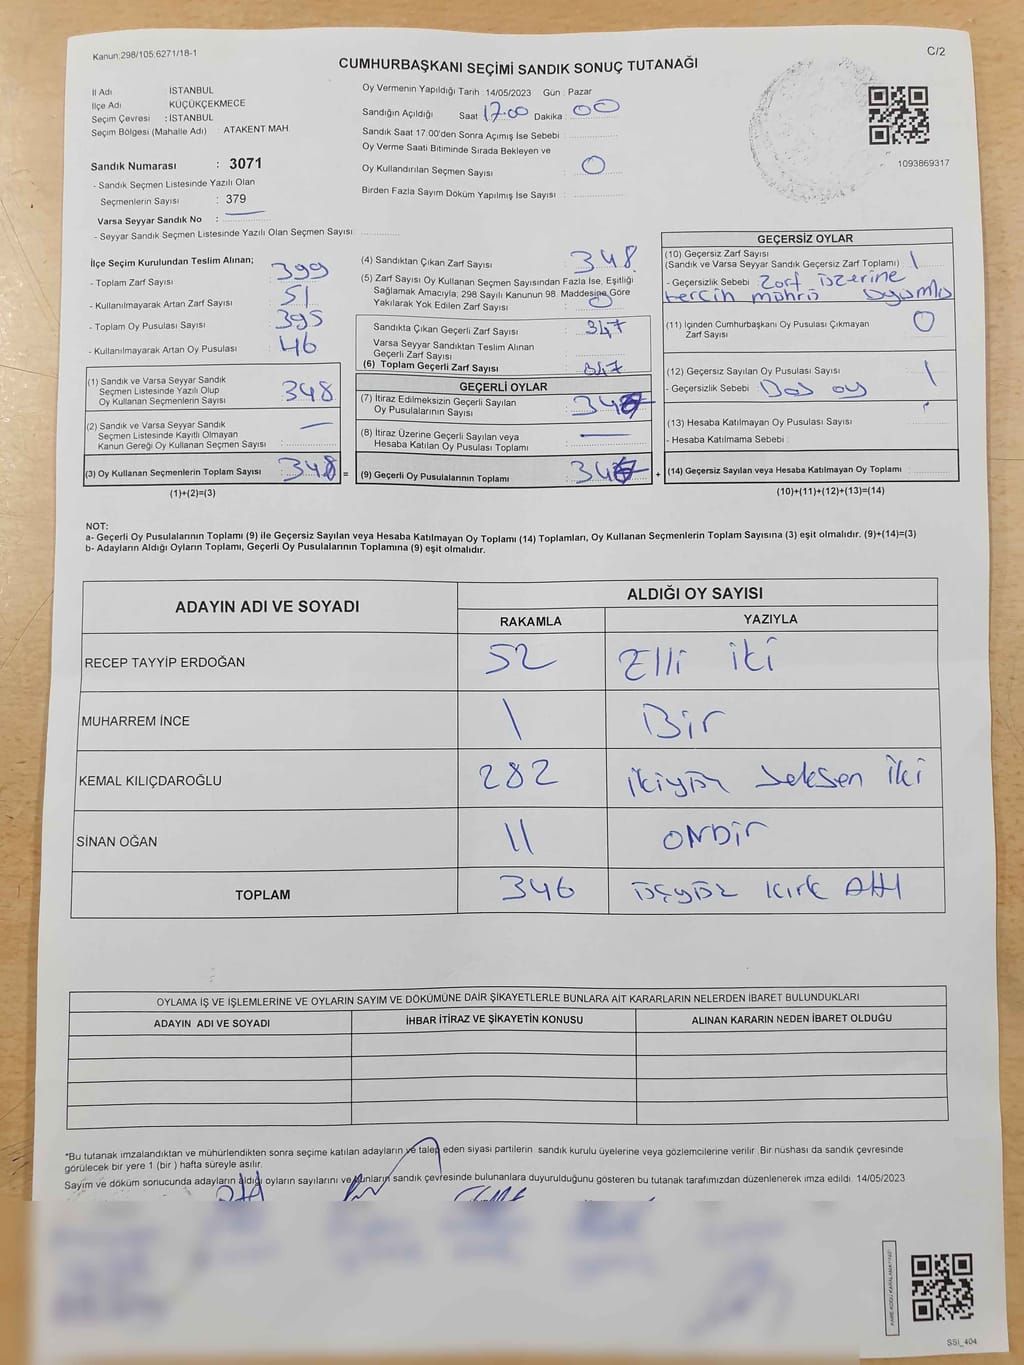 Kanun:298/105;6271/18-1
C/2
CUMHURBAŞKANI SEÇİMİ SANDIK SONUÇ TUTANAĞI
İl Adı İSTANBUL
İlçe Adı KÜÇÜKÇEKMECE
Seçim Çevresi : İSTANBUL
Seçim Bölgesi (Mahalle Adı) : ATAKENT MAH
Sandık Numarası : 3071
- Sandık Seçmen Listesinde Yazılı Olan
Seçmenlerin Sayısı : 379
Varsa Seyyar Sandık No :
- Seyyar Sandık Seçmen Listesinde Yazılı Olan Seçmen Sayısı
Oy Vermenin Yapıldığı Tarih : 14/05/2023 Gün : Pazar
Sandığın Açıldığı Saat 17:00 Dakika : 00
Sandık Saat 17.00'den Sonra Açımış İse Sebebi :
Oy Verme Saati Bitiminde Sırada Bekleyen ve
Oy Kullandırılan Seçmen Sayısı : 0
Birden Fazla Sayım Döküm Yapılmış İse Sayısı :
1093869317
İlçe Seçim Kurulundan Teslim Alınan;
- Toplam Zarf Sayısı : 399
- Kullanılmayarak Artan Zarf Sayısı : 51
- Toplam Oy Pusulası Sayısı : 395
- Kullanılmayarak Artan Oy Pusulası : 46
(1) Sandık ve Varsa Seyyar Sandık
Seçmen Listesinde Yazılı Olup
Oy Kullanan Seçmenlerin Sayısı : 348
(2) Sandık ve Varsa Seyyar Sandık
Seçmen Listesinde Kayıtlı Olmayan
Kanun Gereği Oy Kullanan Seçmen Sayısı : —
(3) Oy Kullanan Seçmenlerin Toplam Sayısı : 348 =
(1)+(2)=(3)
(4) Sandıktan Çıkan Zarf Sayısı : 348
(5) Zarf Sayısı Oy Kullanan Seçmen Sayısından Fazla İse, Eşitliği
Sağlamak Amacıyla; 298 Sayılı Kanunun 98. Maddesine Göre
Yakılarak Yok Edilen Zarf Sayısı : 0
Sandıkta Çıkan Geçerli Zarf Sayısı : 347
Varsa Seyyar Sandıktan Teslim Alınan
Geçerli Zarf Sayısı
(6) Toplam Geçerli Zarf Sayısı : 347
GEÇERLİ OYLAR
(7) İtiraz Edilmeksizin Geçerli Sayılan
Oy Pusulalarının Sayısı :
(8) İtiraz Üzerine Geçerli Sayılan veya
Hesaba Katılan Oy Pusulası Toplamı : —
(9) Geçerli Oy Pusulalarının Toplamı : +
GEÇERSİZ OYLAR
(10) Geçersiz Zarf Sayısı
(Sandık ve Varsa Seyyar Sandık Geçersiz Zarf Toplamı) 1
- Geçersizlik Sebebi : Zarf üzerine
tercih mührü
(11) İçinden Cumhurbaşkanı Oy Pusulası Çıkmayan
Zarf Sayısı 0
(12) Geçersiz Sayılan Oy Pusulası Sayısı 1
- Geçersizlik Sebebi : Boş oy
(13) Hesaba Katılmayan Oy Pusulası Sayısı
- Hesaba Katılmama Sebebi :
(14) Geçersiz Sayılan veya Hesaba Katılmayan Oy Toplamı :
(10)+(11)+(12)+(13)=(14)
NOT:
a- Geçerli Oy Pusulalarının Toplamı (9) ile Geçersiz Sayılan veya Hesaba Katılmayan Oy Toplamı (14) Toplamları, Oy Kullanan Seçmenlerin Toplam Sayısına (3) eşit olmalıdır. (9)+(14)=(3)
b- Adayların Aldığı Oyların Toplamı, Geçerli Oy Pusulalarının Toplamına (9) eşit olmalıdır.
ADAYIN ADI VE SOYADI ALDIĞI OY SAYISI
RAKAMLA YAZIYLA
RECEP TAYYİP ERDOĞAN 52 Elli iki
MUHARREM İNCE 1 Bir
KEMAL KILIÇDAROĞLU 282 ikiyüz seksen iki
SİNAN OĞAN 11 ONBir
TOPLAM 346 üçyüz kırk Altı
OYLAMA İŞ VE İŞLEMLERİNE VE OYLARIN SAYIM VE DÖKÜMÜNE DAİR ŞİKAYETLERLE BUNLARA AİT KARARLARIN NELERDEN İBARET BULUNDUKLARI
ADAYIN ADI VE SOYADI İHBAR İTİRAZ VE ŞİKAYETİN KONUSU ALINAN KARARIN NEDEN İBARET OLDUĞU
*Bu tutanak imzalandıktan ve mühürlendikten sonra seçime katılan adayların ve talep eden siyasi partilerin sandık kurulu üyelerine veya gözlemcilerine verilir. Bir nüshası da sandık çevresinde
görülecek bir yere 1 (bir ) hafta süreyle asılır.
Sayım ve döküm sonucunda adayların aldığı oyların sayılarını ve bunların sandık çevresinde bulunanlara duyurulduğunu gösteren bu tutanak tarafımızdan düzenlenerek imza edildi. 14/05/2023
SSI_404